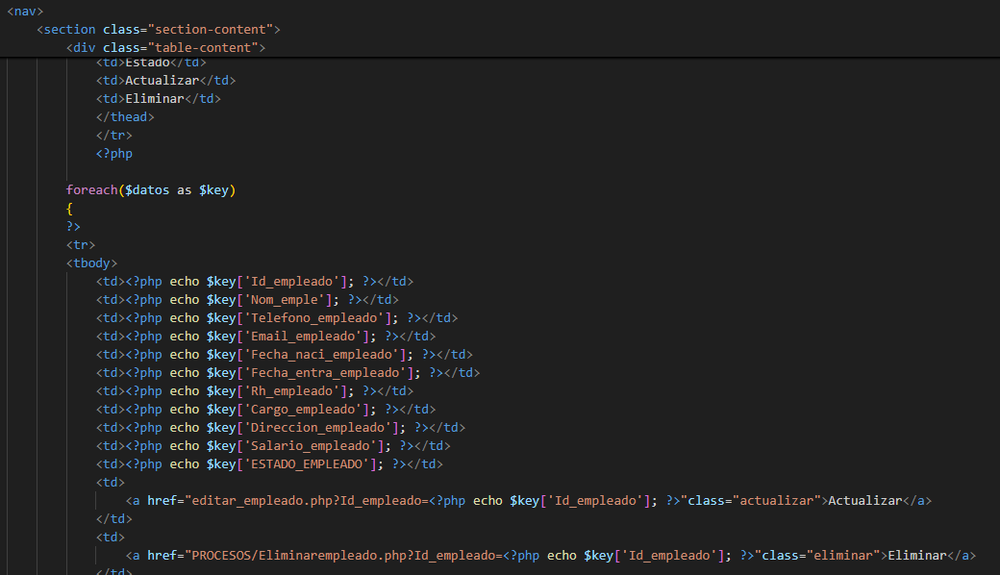 <nav>
<section class="section-content">
<div class="table-content">
<td>Estado</td>
<td>Actualizar</td>
<td>Eliminar</td>
</thead>
</tr>
<?php
foreach($datos as $key)
{
?>
<tr>
<tbody>
<td><?php echo $key['Id_empleado']; ?></td>
<td><?php echo $key['Nom_emple']; ?></td>
<td><?php echo $key['Telefono_empleado']; ?></td>
<td><?php echo $key['Email_empleado']; ?></td>
<td><?php echo $key['Fecha_naci_empleado']; ?></td>
<td><?php echo $key['Fecha_entra_empleado']; ?></td>
<td><?php echo $key['Rh_empleado']; ?></td>
<td><?php echo $key['Cargo_empleado']; ?></td>
<td><?php echo $key['Direccion_empleado']; ?></td>
<td><?php echo $key['Salario_empleado']; ?></td>
<td><?php echo $key['ESTADO_EMPLEADO']; ?></td>
<td>
<a href="editar_empleado.php?Id_empleado=<?php echo $key['Id_empleado']; ?>"class="actualizar">Actualizar</a>
</td>
<td>
<a href="PROCESOS/Eliminarempleado.php?Id_empleado=<?php echo $key['Id_empleado']; ?>"class="eliminar">Eliminar</a>
</td>